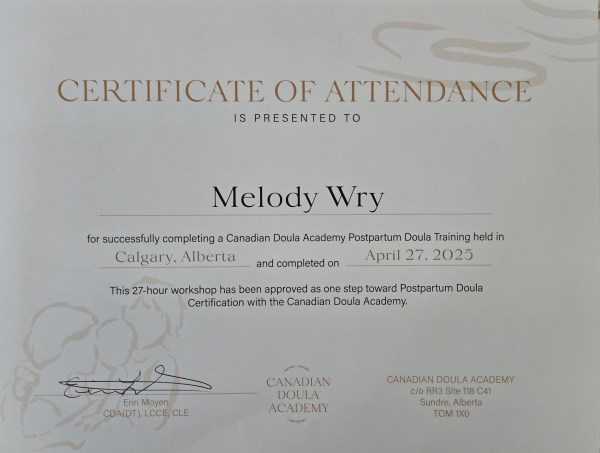 CERTIFICATE OF ATTENDANCE
IS PRESENTED TO
Melody Wry
for successfully completing a Canadian Doula Academy Postpartum Doula Training held in
Calgary, Alberta and completed on April 27, 2025
This 27-hour workshop has been approved as one step toward Postpartum Doula
Certification with the Canadian Doula Academy.
Erin Moyen
CDA(DT), LCCE, CLE
CANADIAN
DOULA
ACADEMY
CANADIAN DOULA ACADEMY
c/o RR3 Site 118 C41
Sundre, Alberta
TOM 1X0